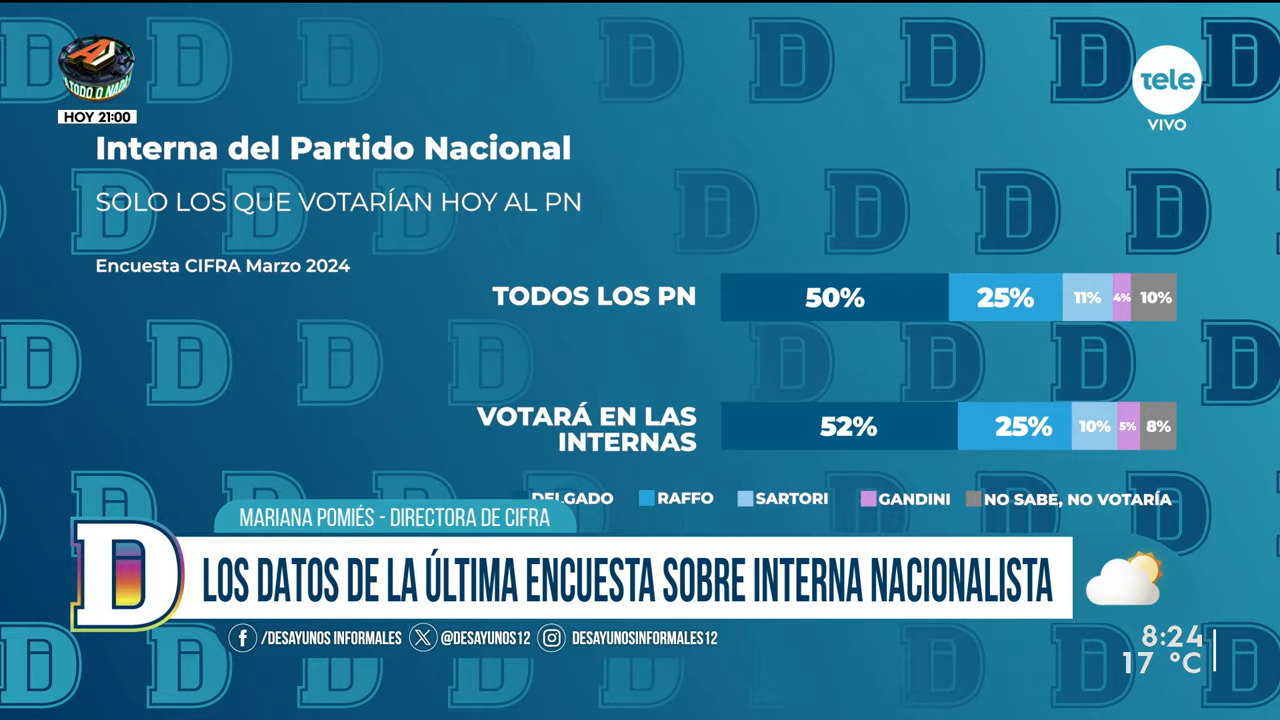 A TODO O NADA
HOY 21:00
tele
VIVO
Interna del Partido Nacional
SOLO LOS QUE VOTARÍAN HOY AL PN
Encuesta CIFRA Marzo 2024
TODOS LOS PN
50% 25% 11% 4% 10%
VOTARÁ EN LAS
INTERNAS
52% 25% 10% 5% 8%
DELGADO RAFFO SARTORI GANDINI NO SABE, NO VOTARÍA
MARIANA POMIÉS - DIRECTORA DE CIFRA
D
LOS DATOS DE LA ÚLTIMA ENCUESTA SOBRE INTERNA NACIONALISTA
/DESAYUNOS INFORMALES @DESAYUNOS12 DESAYUNOSINFORMALES12
8:24
17 °C